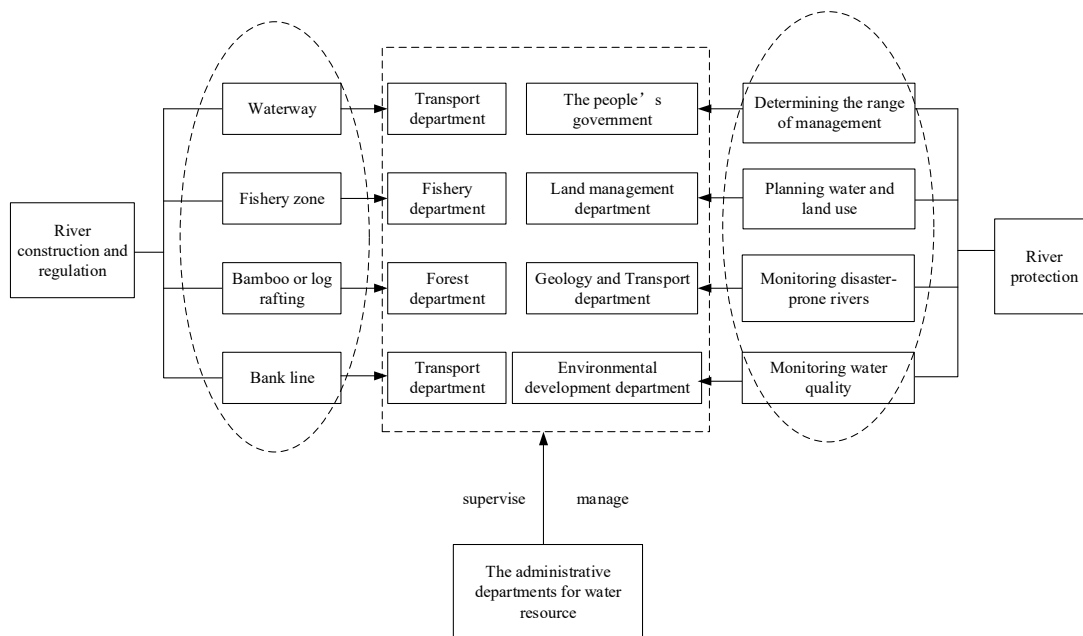 River
construction and
regulation
Waterway
Fishery zone
Bamboo or log
rafting
Bank line
Transport
department
Fishery
department
Forest
department
Transport
department
The people’s
government
Land management
department
Geology and Transport
department
Environmental
development department
Determining the range
of management
Planning water and
land use
Monitoring disaster-
prone rivers
Monitoring water
quality
River
protection
supervise
manage
The administrative
departments for water
resource